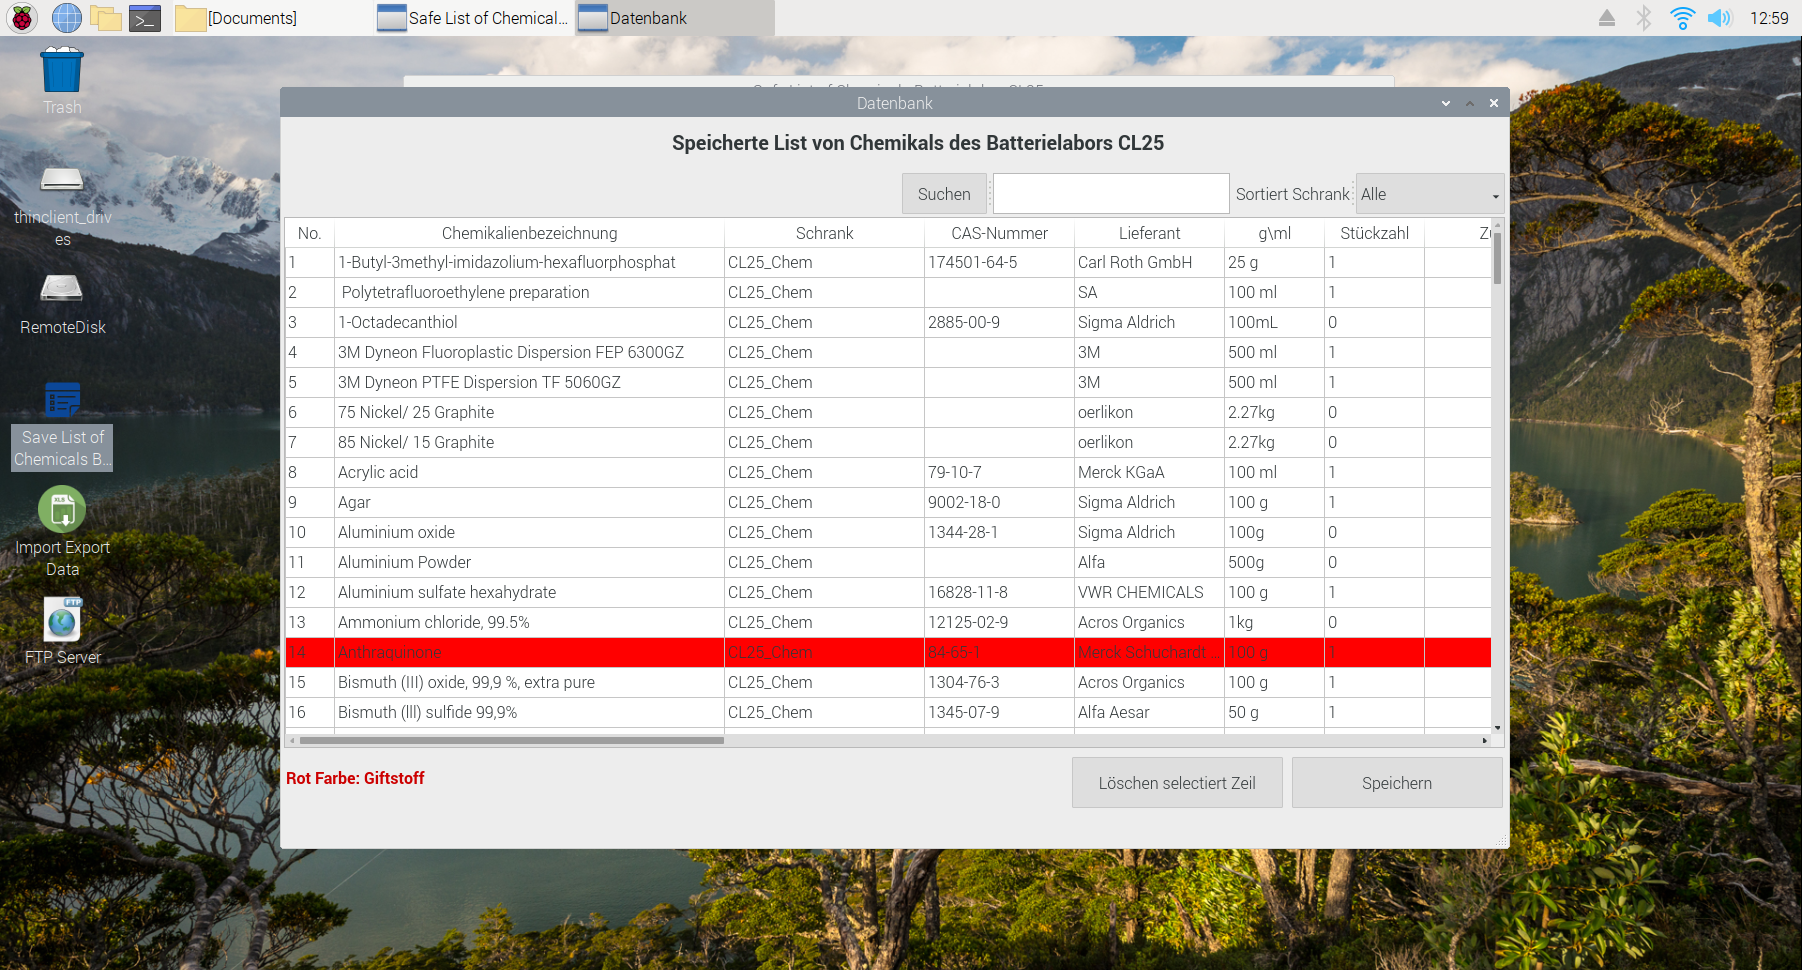 [Documents]
Safe List of Chemical...
Datenbank
12:59
Trash
thinclient_driv
es
RemoteDisk
Save List of
Chemicals B...
Import Export
Data
FTP Server
Datenbank
Speicherte List von Chemikals des Batterielabors CL25
Suchen
Sortiert Schrank
Alle
No. Chemikalienbezeichnung Schrank CAS-Nummer Lieferant g\ml Stückzahl
1 1-Butyl-3methyl-imidazolium-hexafluorphosphat CL25_Chem 174501-64-5 Carl Roth GmbH 25 g 1
2 Polytetrafluoroethylene preparation CL25_Chem SA 100 ml 1
3 1-Octadecanthiol CL25_Chem 2885-00-9 Sigma Aldrich 100mL 0
4 3M Dyneon Fluoroplastic Dispersion FEP 6300GZ CL25_Chem 3M 500 ml 1
5 3M Dyneon PTFE Dispersion TF 5060GZ CL25_Chem 3M 500 ml 1
6 75 Nickel/ 25 Graphite CL25_Chem oerlikon 2.27kg 0
7 85 Nickel/ 15 Graphite CL25_Chem oerlikon 2.27kg 0
8 Acrylic acid CL25_Chem 79-10-7 Merck KGaA 100 ml 1
9 Agar CL25_Chem 9002-18-0 Sigma Aldrich 100 g 1
10 Aluminium oxide CL25_Chem 1344-28-1 Sigma Aldrich 100g 0
11 Aluminium Powder CL25_Chem Alfa 500g 0
12 Aluminium sulfate hexahydrate CL25_Chem 16828-11-8 VWR CHEMICALS 100 g 1
13 Ammonium chloride, 99.5% CL25_Chem 12125-02-9 Acros Organics 1kg 0
14 Anthraquinone CL25_Chem 84-65-1 Merck Schuchardt ... 100 g 1
15 Bismuth (III) oxide, 99,9 %, extra pure CL25_Chem 1304-76-3 Acros Organics 100 g 1
16 Bismuth (lll) sulfide 99,9% CL25_Chem 1345-07-9 Alfa Aesar 50 g 1
Rot Farbe: Giftstoff
Löschen selectiert Zeil
Speichern